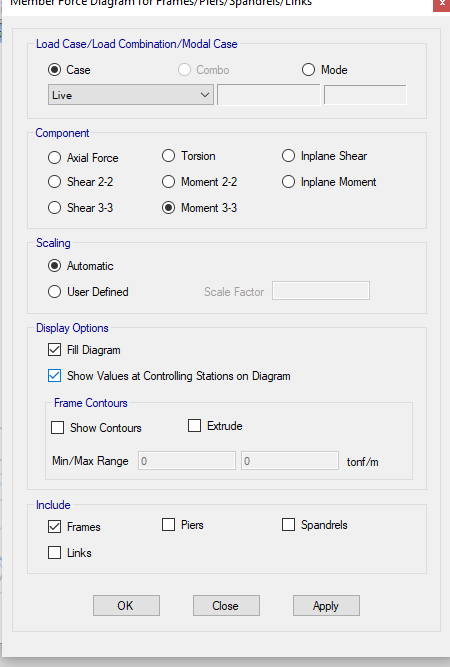 Member Force Diagram for Frames/Piers/Spandrels/Links
x
Load Case/Load Combination/Modal Case
Case Combo Mode
Live
Component
Axial Force Torsion Inplane Shear
Shear 2-2 Moment 2-2 Inplane Moment
Shear 3-3 Moment 3-3
Scaling
Automatic
User Defined Scale Factor
Display Options
Fill Diagram
Show Values at Controlling Stations on Diagram
Frame Contours
Show Contours Extrude
Min/Max Range 0 0 tonf/m
Include
Frames Piers Spandrels
Links
OK Close Apply